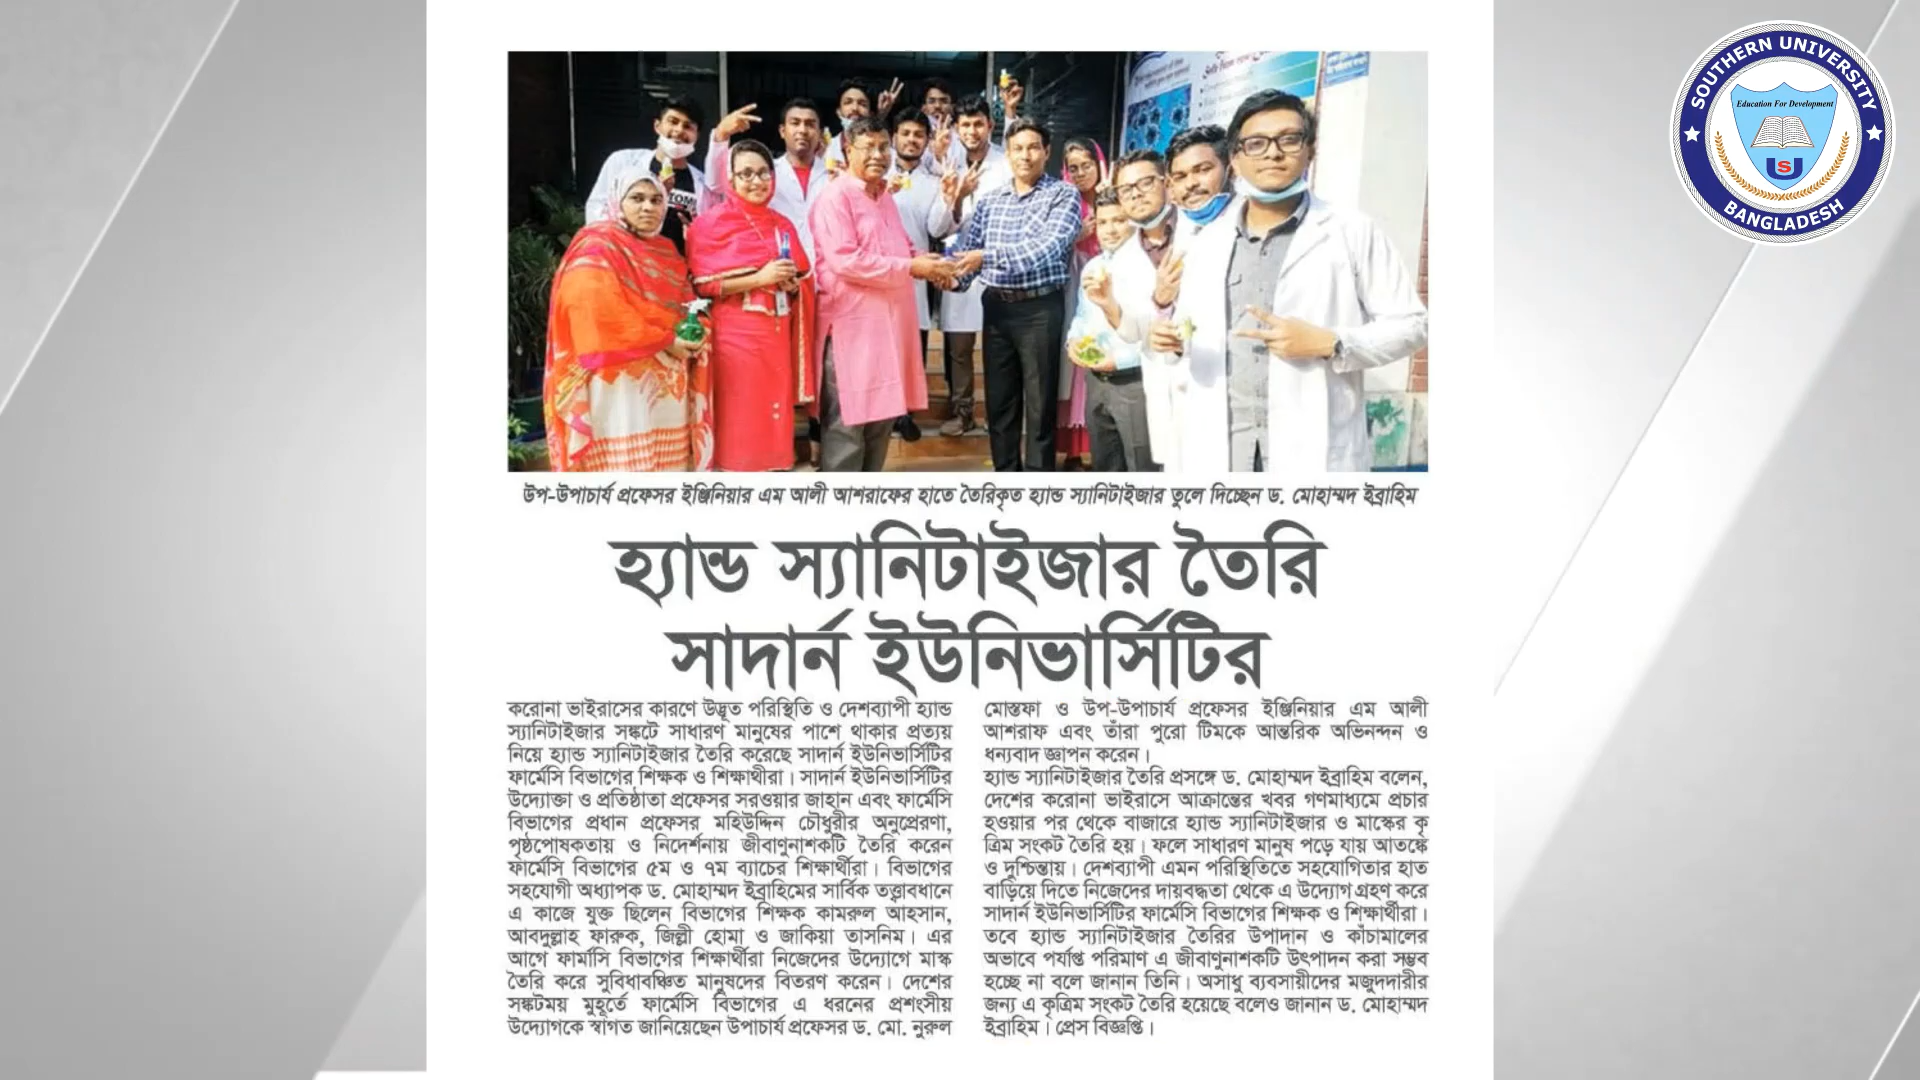 SOUTHERN UNIVERSITY
Education For Development
USU
BANGLADESH
উপ-উপাচার্য প্রফেসর ইঞ্জিনিয়ার এম আলী আশরাফের হাতে তৈরিকৃত হ্যান্ড স্যানিটাইজার তুলে দিচ্ছেন ড. মোহাম্মদ ইব্রাহিম
হ্যান্ড স্যানিটাইজার তৈরি
সাদার্ন ইউনিভার্সিটির
করোনা ভাইরাসের কারণে উদ্ভূত পরিস্থিতি ও দেশব্যাপী হ্যান্ড
স্যানিটাইজার সঙ্কটে সাধারণ মানুষের পাশে থাকার প্রত্যয়
নিয়ে হ্যান্ড স্যানিটাইজার তৈরি করেছে সাদার্ন ইউনিভার্সিটির
ফার্মেসি বিভাগের শিক্ষক ও শিক্ষার্থীরা। সাদার্ন ইউনিভার্সিটির
উদ্যোক্তা ও প্রতিষ্ঠাতা প্রফেসর সরওয়ার জাহান এবং ফার্মেসি
বিভাগের প্রধান প্রফেসর মহিউদ্দিন চৌধুরীর অনুপ্রেরণা,
পৃষ্ঠপোষকতায় ও নিদের্শনায় জীবাণুনাশকটি তৈরি করেন
ফার্মেসি বিভাগের ৫ম ও ৭ম ব্যাচের শিক্ষার্থীরা। বিভাগের
সহযোগী অধ্যাপক ড. মোহাম্মদ ইব্রাহিমের সার্বিক তত্ত্বাবধানে
এ কাজে যুক্ত ছিলেন বিভাগের শিক্ষক কামরুল আহসান,
আবদুল্লাহ ফারুক, জিল্লী হোমা ও জাকিয়া তাসনিম। এর
আগে ফার্মাসি বিভাগের শিক্ষার্থীরা নিজেদের উদ্যোগে মাস্ক
তৈরি করে সুবিধাবঞ্চিত মানুষদের বিতরণ করেন। দেশের
সঙ্কটময় মুহূর্তে ফার্মেসি বিভাগের এ ধরনের প্রশংসীয়
উদ্যোগকে স্বাগত জানিয়েছেন উপাচার্য প্রফেসর ড. মো. নুরুল
মোস্তফা ও উপ-উপাচার্য প্রফেসর ইঞ্জিনিয়ার এম আলী
আশরাফ এবং তাঁরা পুরো টিমকে আন্তরিক অভিনন্দন ও
ধন্যবাদ জ্ঞাপন করেন।
হ্যান্ড স্যানিটাইজার তৈরি প্রসঙ্গে ড. মোহাম্মদ ইব্রাহিম বলেন,
দেশের করোনা ভাইরাসে আক্রান্তের খবর গণমাধ্যমে প্রচার
হওয়ার পর থেকে বাজারে হ্যান্ড স্যানিটাইজার ও মাস্কের কৃ
ত্রিম সংকট তৈরি হয়। ফলে সাধারণ মানুষ পড়ে যায় আতঙ্কে
ও দুশ্চিন্তায়। দেশব্যাপী এমন পরিস্থিতিতে সহযোগিতার হাত
বাড়িয়ে দিতে নিজেদের দায়বদ্ধতা থেকে এ উদ্যোগ গ্রহণ করে
সাদার্ন ইউনিভার্সিটির ফার্মেসি বিভাগের শিক্ষক ও শিক্ষার্থীরা।
তবে হ্যান্ড স্যানিটাইজার তৈরির উপাদান ও কাঁচামালের
অভাবে পর্যাপ্ত পরিমাণ এ জীবাণুনাশকটি উৎপাদন করা সম্ভব
হচ্ছে না বলে জানান তিনি। অসাধু ব্যবসায়ীদের মজুদদারীর
জন্য এ কৃত্রিম সংকট তৈরি হয়েছে বলেও জানান ড. মোহাম্মদ
ইব্রাহিম। প্রেস বিজ্ঞপ্তি।